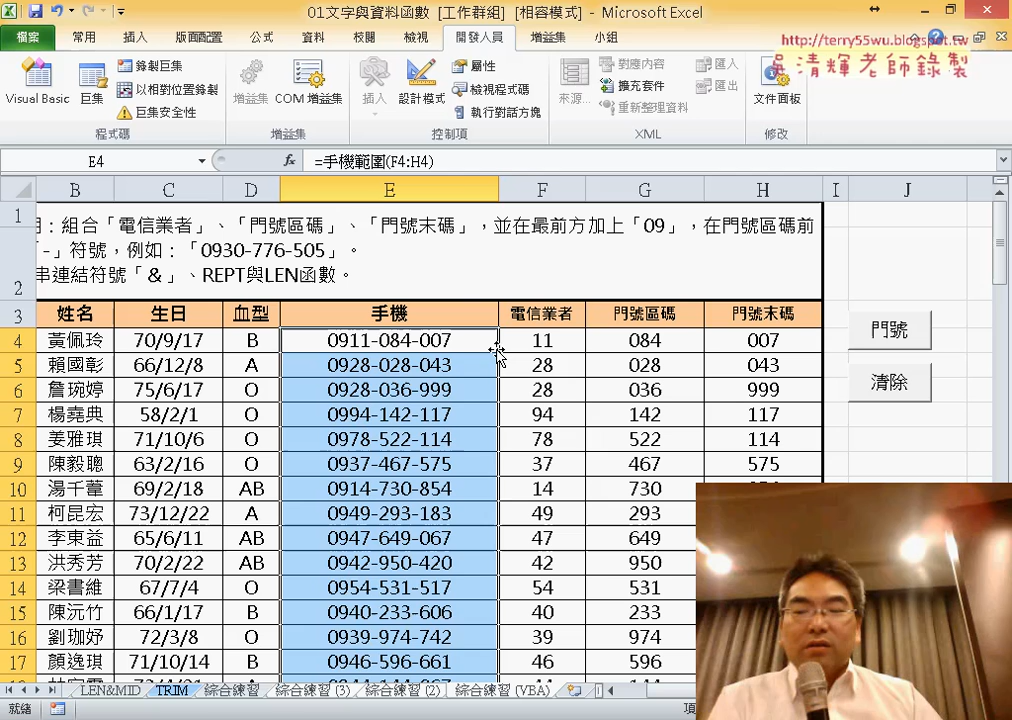 01文字與資料函數 [工作群組] [相容模式] - Microsoft Excel
檔案 常用 插入 版面配置 公式 資料 校閱 檢視 開發人員 增益集 小組
http://terry55wu.blogspot.tw
吳清輝老師錄製
Visual Basic 巨集 錄製巨集 以相對位置錄製 巨集安全性 增益集 COM 增益集 插入 設計模式 屬性 檢視程式碼 執行對話方塊 來源... 對應內容 擴充套件 重新整理資料 匯入 匯出 文件面板
程式碼 增益集 控制項 XML 修改
E4 fx =手機範圍(F4:H4)
B C D E F G H I J
1 明：組合「電信業者」、「門號區碼」、「門號末碼」，並在最前方加上「09」，在門號區碼前
「-」符號，例如：「0930-776-505」。
2 串連結符號「&」、REPT與LEN函數。
3 姓名 生日 血型 手機 電信業者 門號區碼 門號末碼
4 黃佩玲 70/9/17 B 0911-084-007 11 084 007 門號
5 賴國彰 66/12/8 A 0928-028-043 28 028 043
6 詹琬婷 75/6/17 O 0928-036-999 28 036 999 清除
7 楊堯典 58/2/1 O 0994-142-117 94 142 117
8 姜雅琪 71/10/6 O 0978-522-114 78 522 114
9 陳毅聰 63/2/16 O 0937-467-575 37 467 575
10 湯千葦 69/2/18 AB 0914-730-854 14 730
11 柯昆宏 73/12/22 A 0949-293-183 49 293
12 李東益 65/6/11 AB 0947-649-067 47 649
13 洪秀芳 70/2/22 AB 0942-950-420 42 950
14 梁書維 67/7/4 O 0954-531-517 54 531
15 陳沅竹 66/1/17 B 0940-233-606 40 233
16 劉珈妤 72/3/8 O 0939-974-742 39 974
17 顏逸琪 71/10/14 B 0946-596-661 46 596
LEN&MID TRIM 綜合練習 綜合練習 (3) 綜合練習 (2) 綜合練習 (VBA)
就緒 項